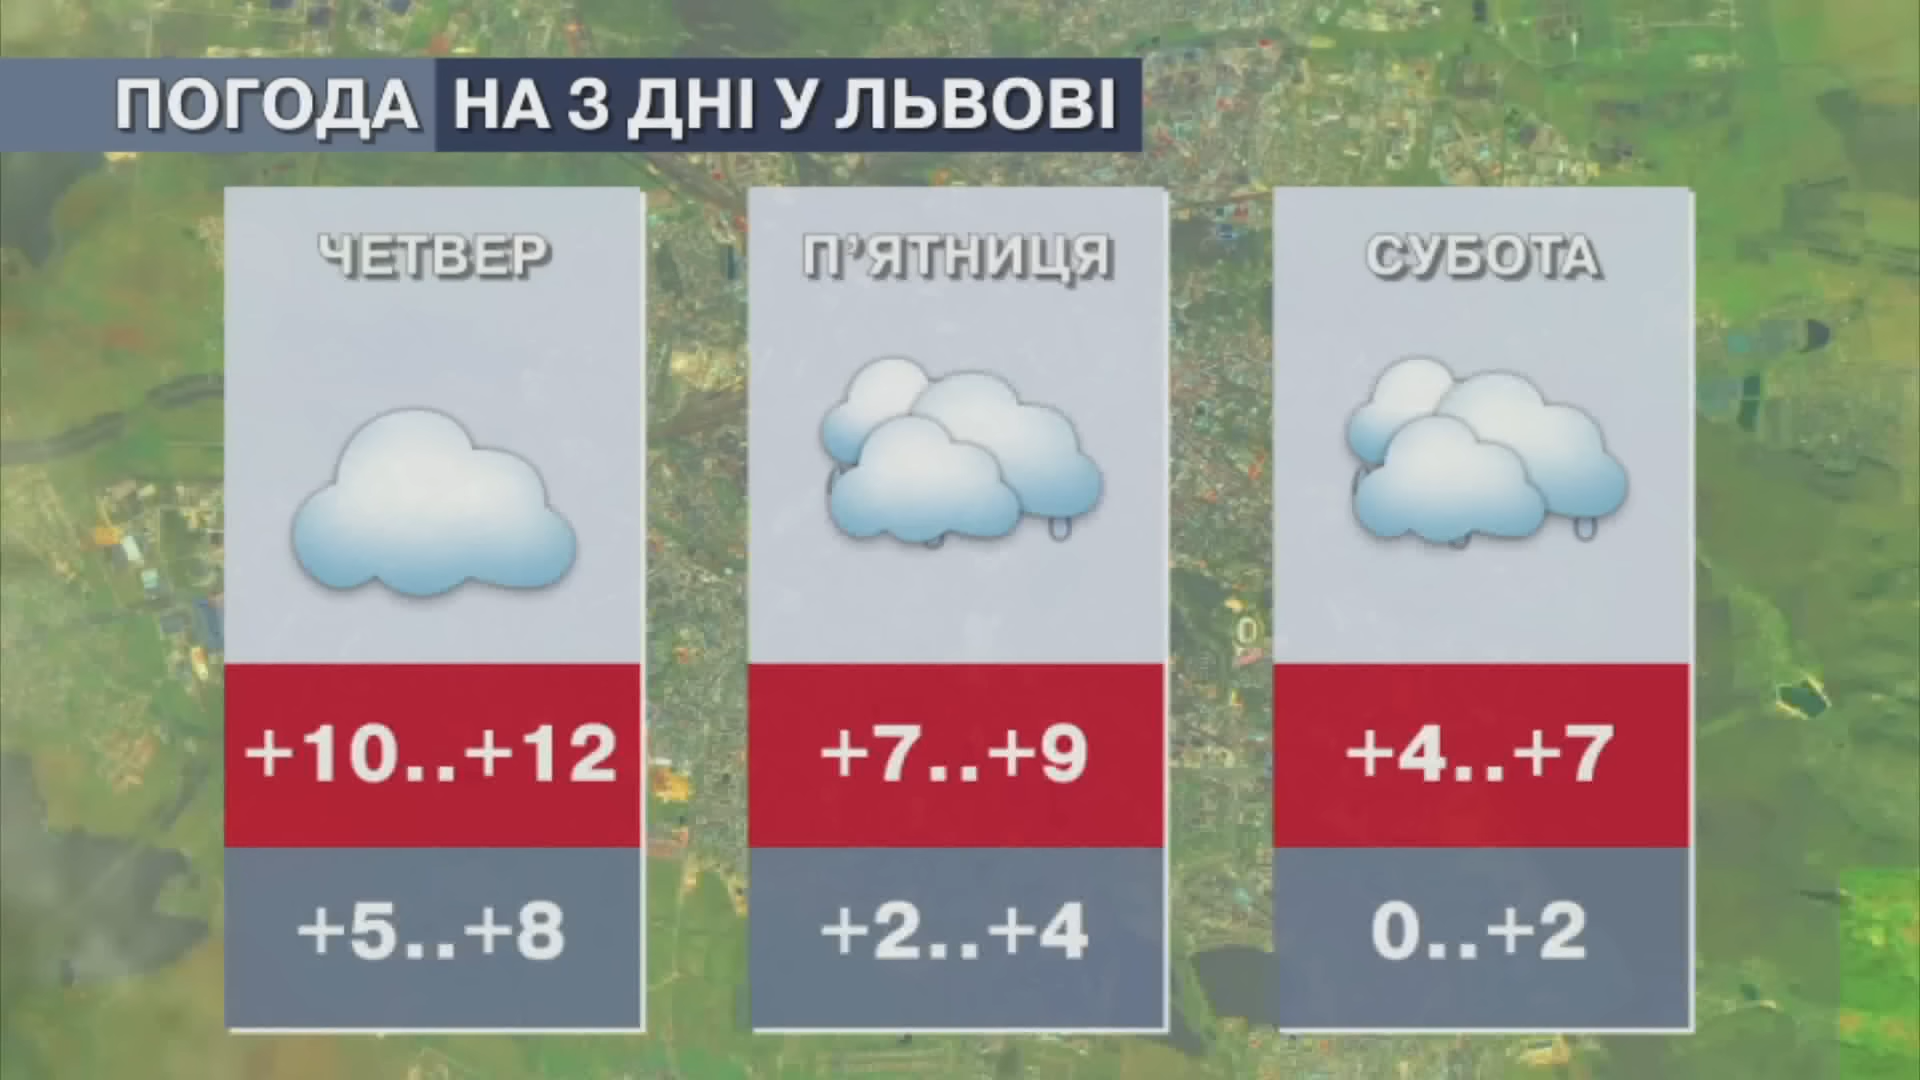 ПОГОДА НА 3 ДНІ У ЛЬВОВІ
ЧЕТВЕР
+10..+12
+5..+8
П’ЯТНИЦЯ
+7..+9
+2..+4
СУБОТА
+4..+7
0..+2